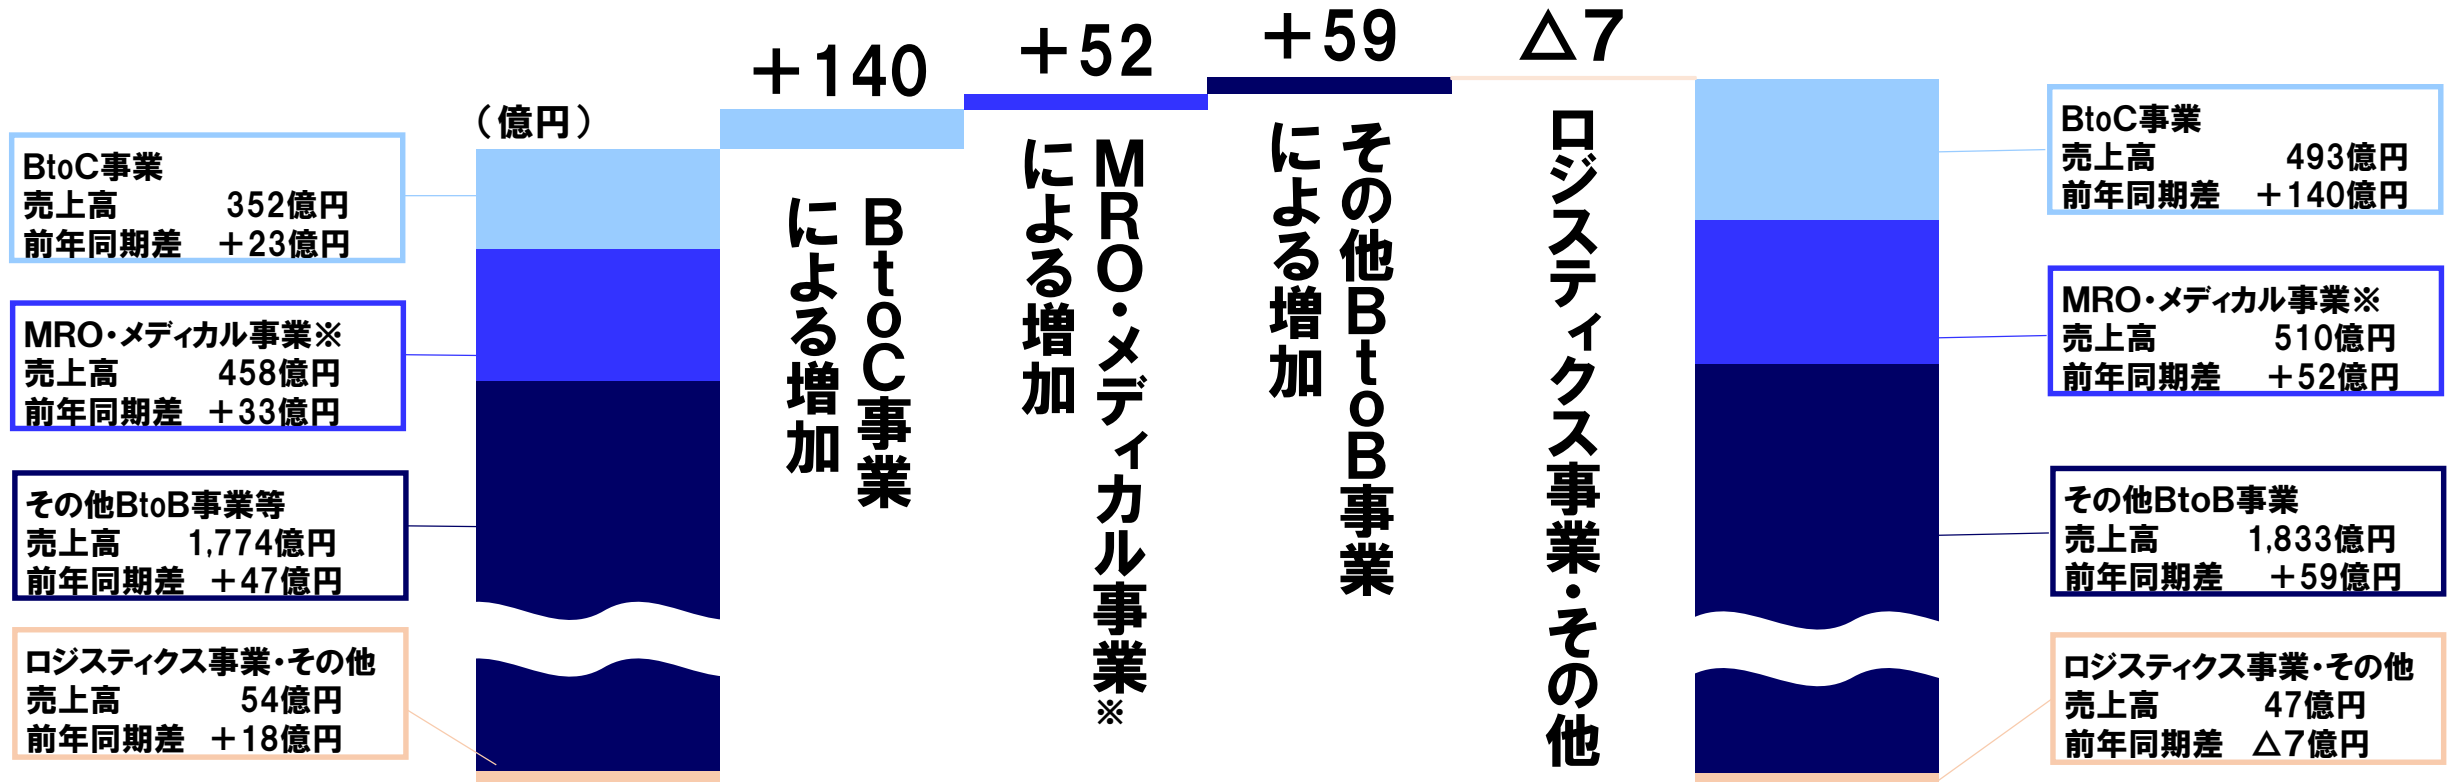 （億円）
BtoC事業
売上高 352億円
前年同期差 ＋23億円
MRO・メディカル事業※
売上高 458億円
前年同期差 ＋33億円
その他BtoB事業等
売上高 1,774億円
前年同期差 ＋47億円
ロジスティクス事業・その他
売上高 54億円
前年同期差 ＋18億円
＋140
BtoC事業
による増加
＋52
MRO・メディカル事業※
による増加
＋59
その他BtoB事業
による増加
△7
ロジスティクス事業・その他
BtoC事業
売上高 493億円
前年同期差 ＋140億円
MRO・メディカル事業※
売上高 510億円
前年同期差 ＋52億円
その他BtoB事業
売上高 1,833億円
前年同期差 ＋59億円
ロジスティクス事業・その他
売上高 47億円
前年同期差 △7億円